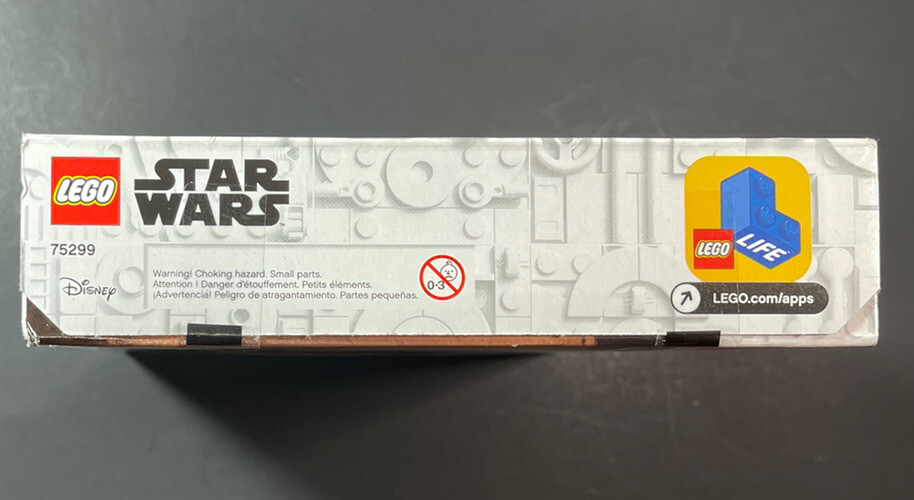 LEGO
STAR
WARS
75299
Disney
Warning! Choking hazard. Small parts.
Attention ! Danger d'étouffement. Petits éléments.
¡Advertencia! Peligro de atragantamiento. Partes pequeñas.
0-3
LEGO
LIFE
LEGO.com/apps